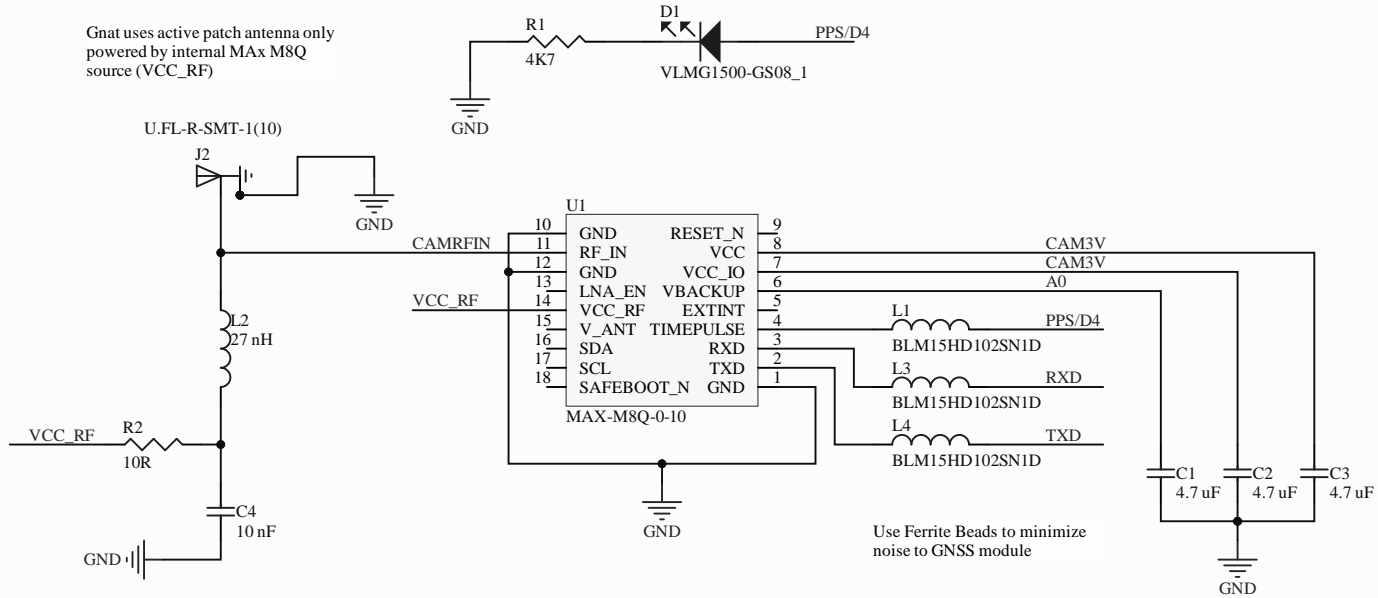 Gnat uses active patch antenna only
powered by internal MAx M8Q
source (VCC_RF)
R1
4K7
GND
D1
VLMG1500-GS08_1
PPS/D4
U.FL-R-SMT-1(10)
J2
GND
CAMRFIN
VCC_RF
L2
27 nH
VCC_RF
R2
10R
C4
10 nF
GND
U1
10 GND
11 RF_IN
12 GND
13 LNA_EN
14 VCC_RF
15 V_ANT
16 SDA
17 SCL
18 SAFEBOOT_N
RESET_N 9
VCC 8
VCC_IO 7
VBACKUP 6
EXTINT 5
TIMEPULSE 4
RXD 3
TXD 2
GND 1
MAX-M8Q-0-10
GND
CAM3V
CAM3V
A0
L1
PPS/D4
BLM15HD102SN1D
L3
RXD
BLM15HD102SN1D
L4
TXD
BLM15HD102SN1D
C1
4.7 uF
C2
4.7 uF
C3
4.7 uF
GND
Use Ferrite Beads to minimize
noise to GNSS module